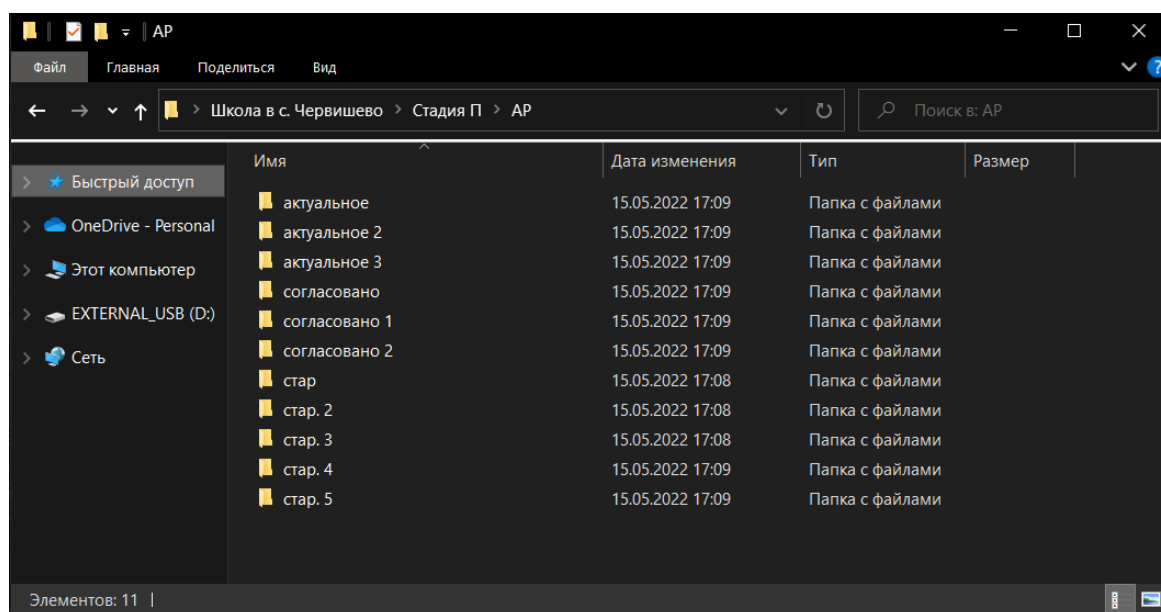 АР
Файл Главная Поделиться Вид
Школа в с. Червишево > Стадия П > АР Поиск в: АР
Имя Дата изменения Тип Размер
Быстрый доступ
OneDrive - Personal
Этот компьютер
EXTERNAL_USB (D:)
Сеть
актуальное 15.05.2022 17:09 Папка с файлами
актуальное 2 15.05.2022 17:09 Папка с файлами
актуальное 3 15.05.2022 17:09 Папка с файлами
согласовано 15.05.2022 17:09 Папка с файлами
согласовано 1 15.05.2022 17:09 Папка с файлами
согласовано 2 15.05.2022 17:09 Папка с файлами
стар 15.05.2022 17:08 Папка с файлами
стар. 2 15.05.2022 17:08 Папка с файлами
стар. 3 15.05.2022 17:08 Папка с файлами
стар. 4 15.05.2022 17:09 Папка с файлами
стар. 5 15.05.2022 17:09 Папка с файлами
Элементов: 11